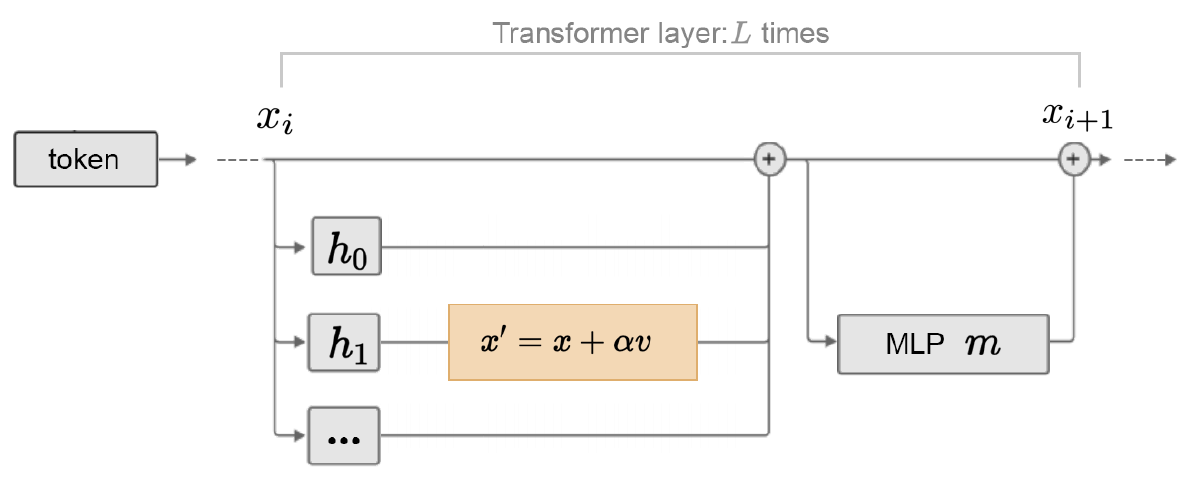 Transformer layer: L times
x_i
x_{i+1}
token
+
+
h_0
h_1
x' = x + αv
MLP m
...